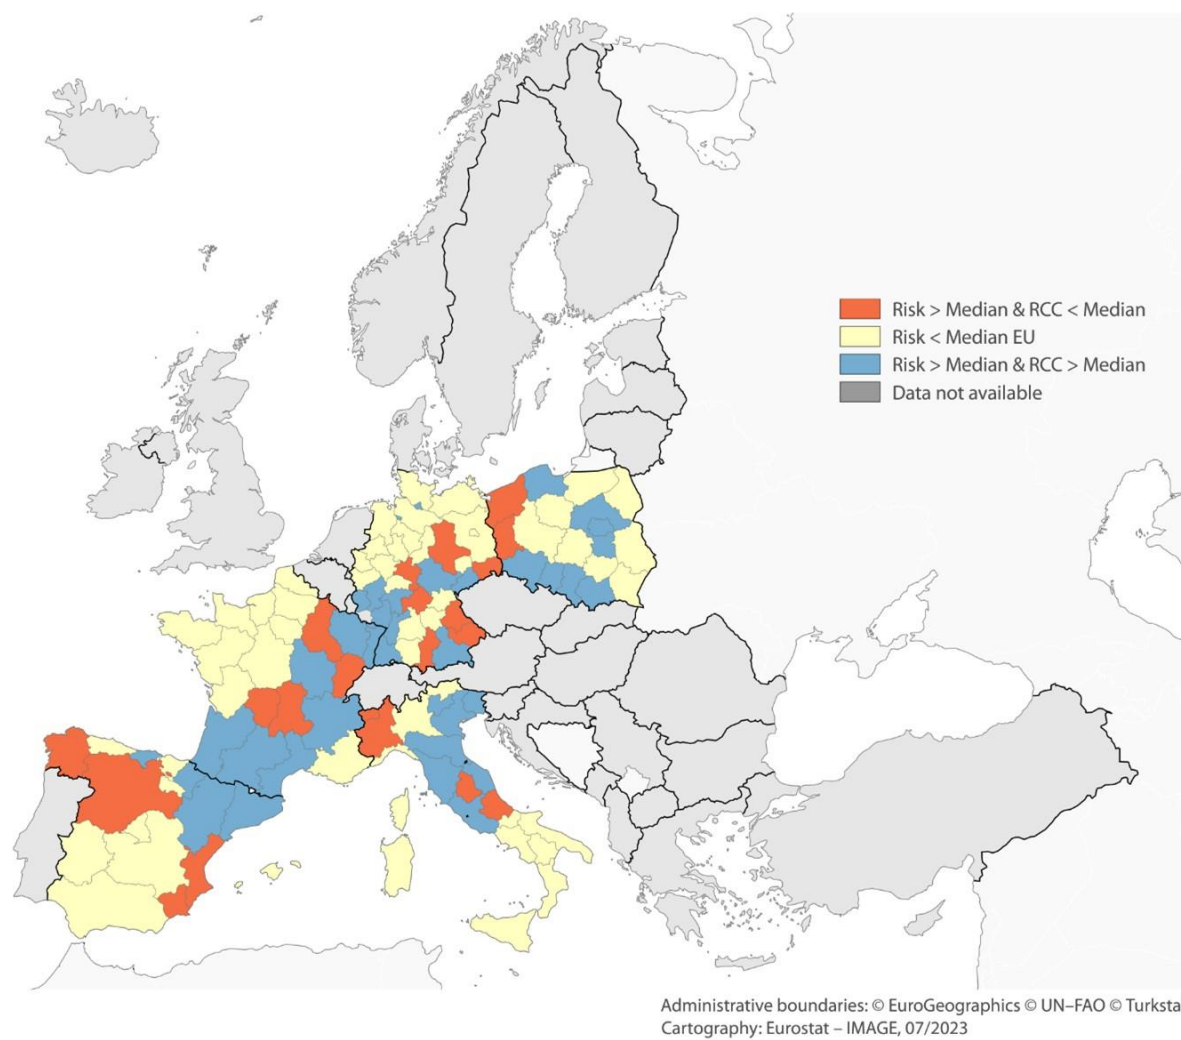 Risk > Median & RCC < Median
Risk < Median EU
Risk > Median & RCC > Median
Data not available
Administrative boundaries: © EuroGeographics © UN–FAO © Turksta
Cartography: Eurostat – IMAGE, 07/2023